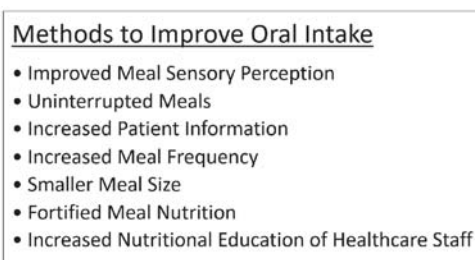 Methods to Improve Oral Intake
• Improved Meal Sensory Perception
• Uninterrupted Meals
• Increased Patient Information
• Increased Meal Frequency
• Smaller Meal Size
• Fortified Meal Nutrition
• Increased Nutritional Education of Healthcare Staff